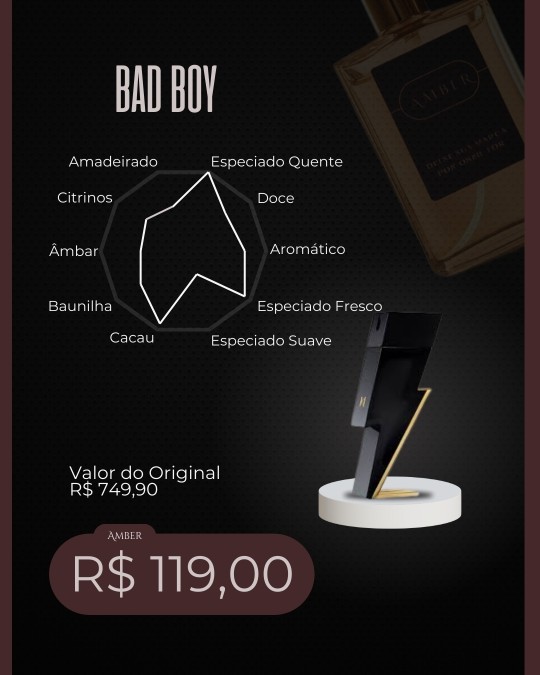 AMBER
BAD BOY
Amadeirado
Especiado Quente
Citrinos
Doce
Âmbar
Aromático
Baunilha
Especiado Fresco
Cacau
Especiado Suave
Valor do Original
R$ 749,90
AMBER
R$ 119,00